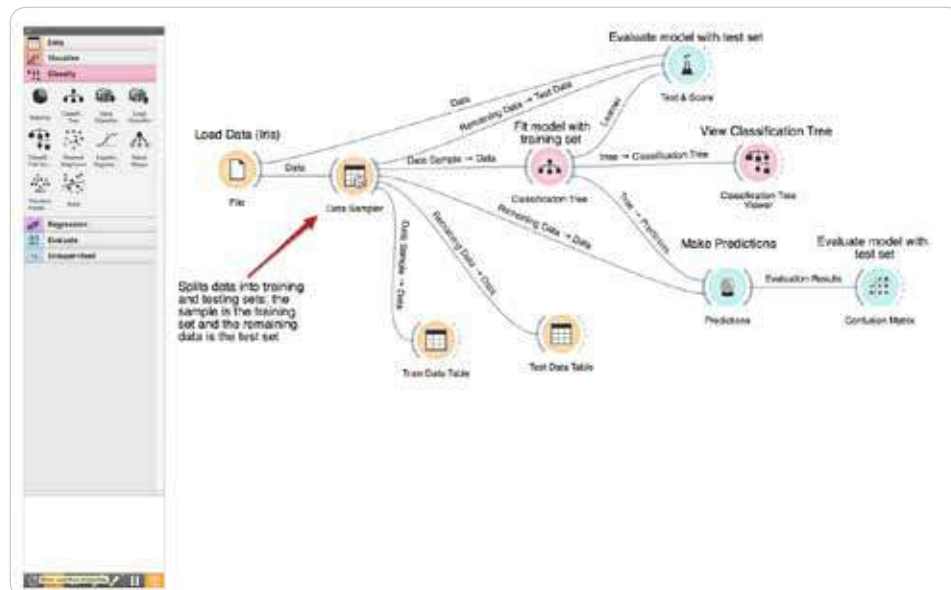 Data
Visualize
Classify
Regression
Evaluate
Unsupervised
Load Data (Iris)
File
Data
Data
Data Sampler
Splits data into training
and testing sets: the
sample is the training
set and the remaining
data is the test set
Remaining Data → Test Data
Data Sample → Data
Data Sample → Data
Remaining Data → Data
Remaining Data → Data
Train Data Table
Test Data Table
Fit model with
training set
Classification Tree
Learner
Tree → Classification Tree
Tree → Predictors
Evaluate model with test set
Test & Score
View Classification Tree
Classification Tree
Viewer
Make Predictions
Predictions
Evaluation Results
Evaluate model with
test set
Confusion Matrix